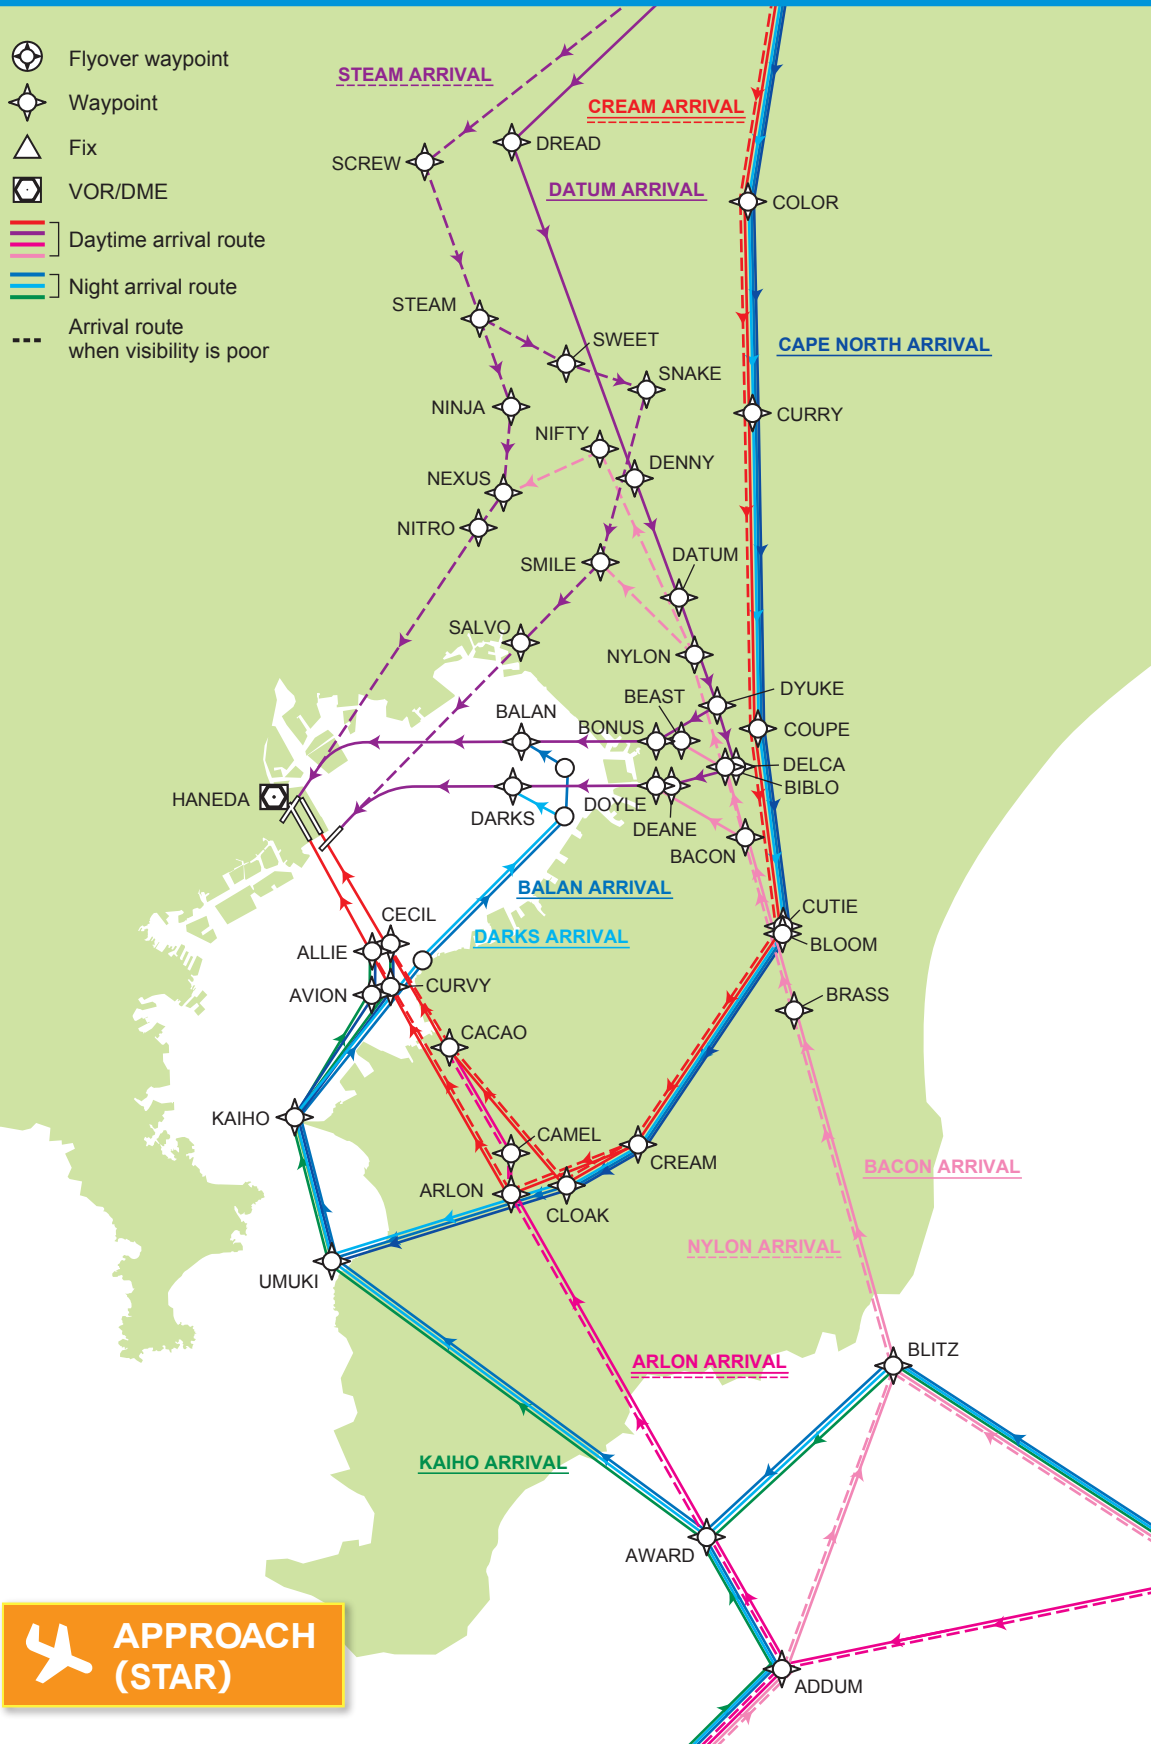 Flyover waypoint
Waypoint
Fix
VOR/DME
Daytime arrival route
Night arrival route
Arrival route
when visibility is poor
STEAM ARRIVAL
CREAM ARRIVAL
DREAD
SCREW
DATUM ARRIVAL
COLOR
STEAM
SWEET
CAPE NORTH ARRIVAL
SNAKE
NINJA
CURRY
NIFTY
DENNY
NEXUS
NITRO
DATUM
SMILE
SALVO
NYLON
DYUKE
BEAST
BALAN
BONUS
COUPE
DELCA
BIBLO
HANEDA
DOYLE
DARKS
DEANE
BACON
BALAN ARRIVAL
CUTIE
CECIL
DARKS ARRIVAL
BLOOM
ALLIE
CURVY
AVION
BRASS
CACAO
KAIHO
CAMEL
CREAM
BACON ARRIVAL
ARLON
CLOAK
NYLON ARRIVAL
UMUKI
BLITZ
ARLON ARRIVAL
KAIHO ARRIVAL
AWARD
APPROACH
(STAR)
ADDUM